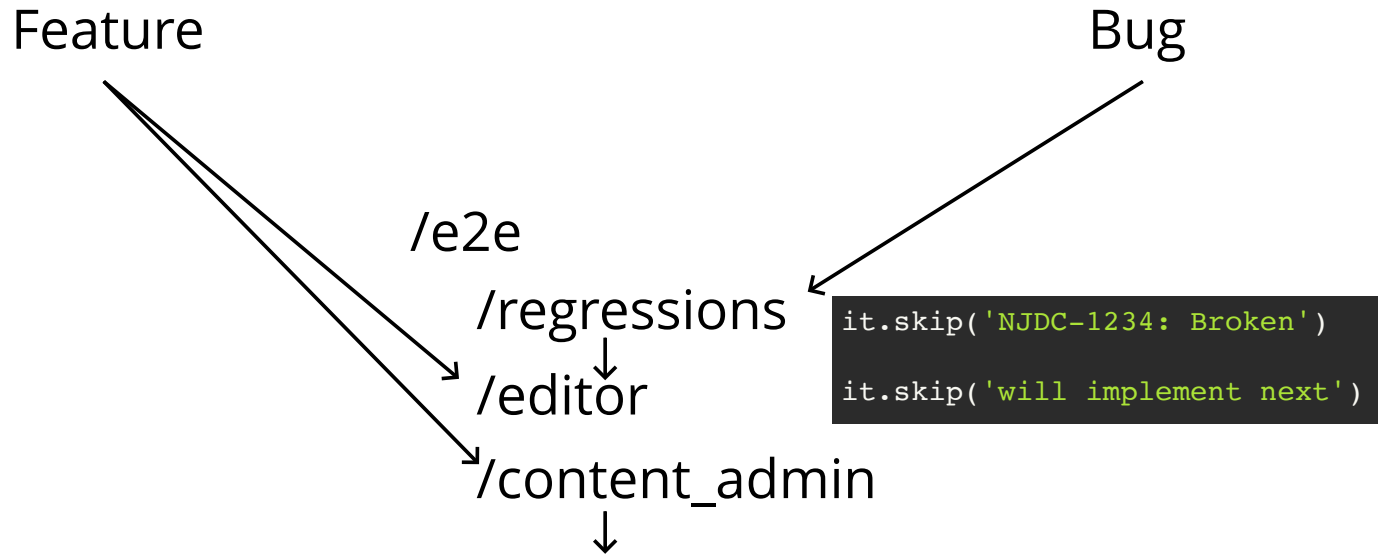 Feature
Bug
/e2e
/regressions
it.skip('NJDC-1234: Broken')
/editor
it.skip('will implement next')
/content_admin